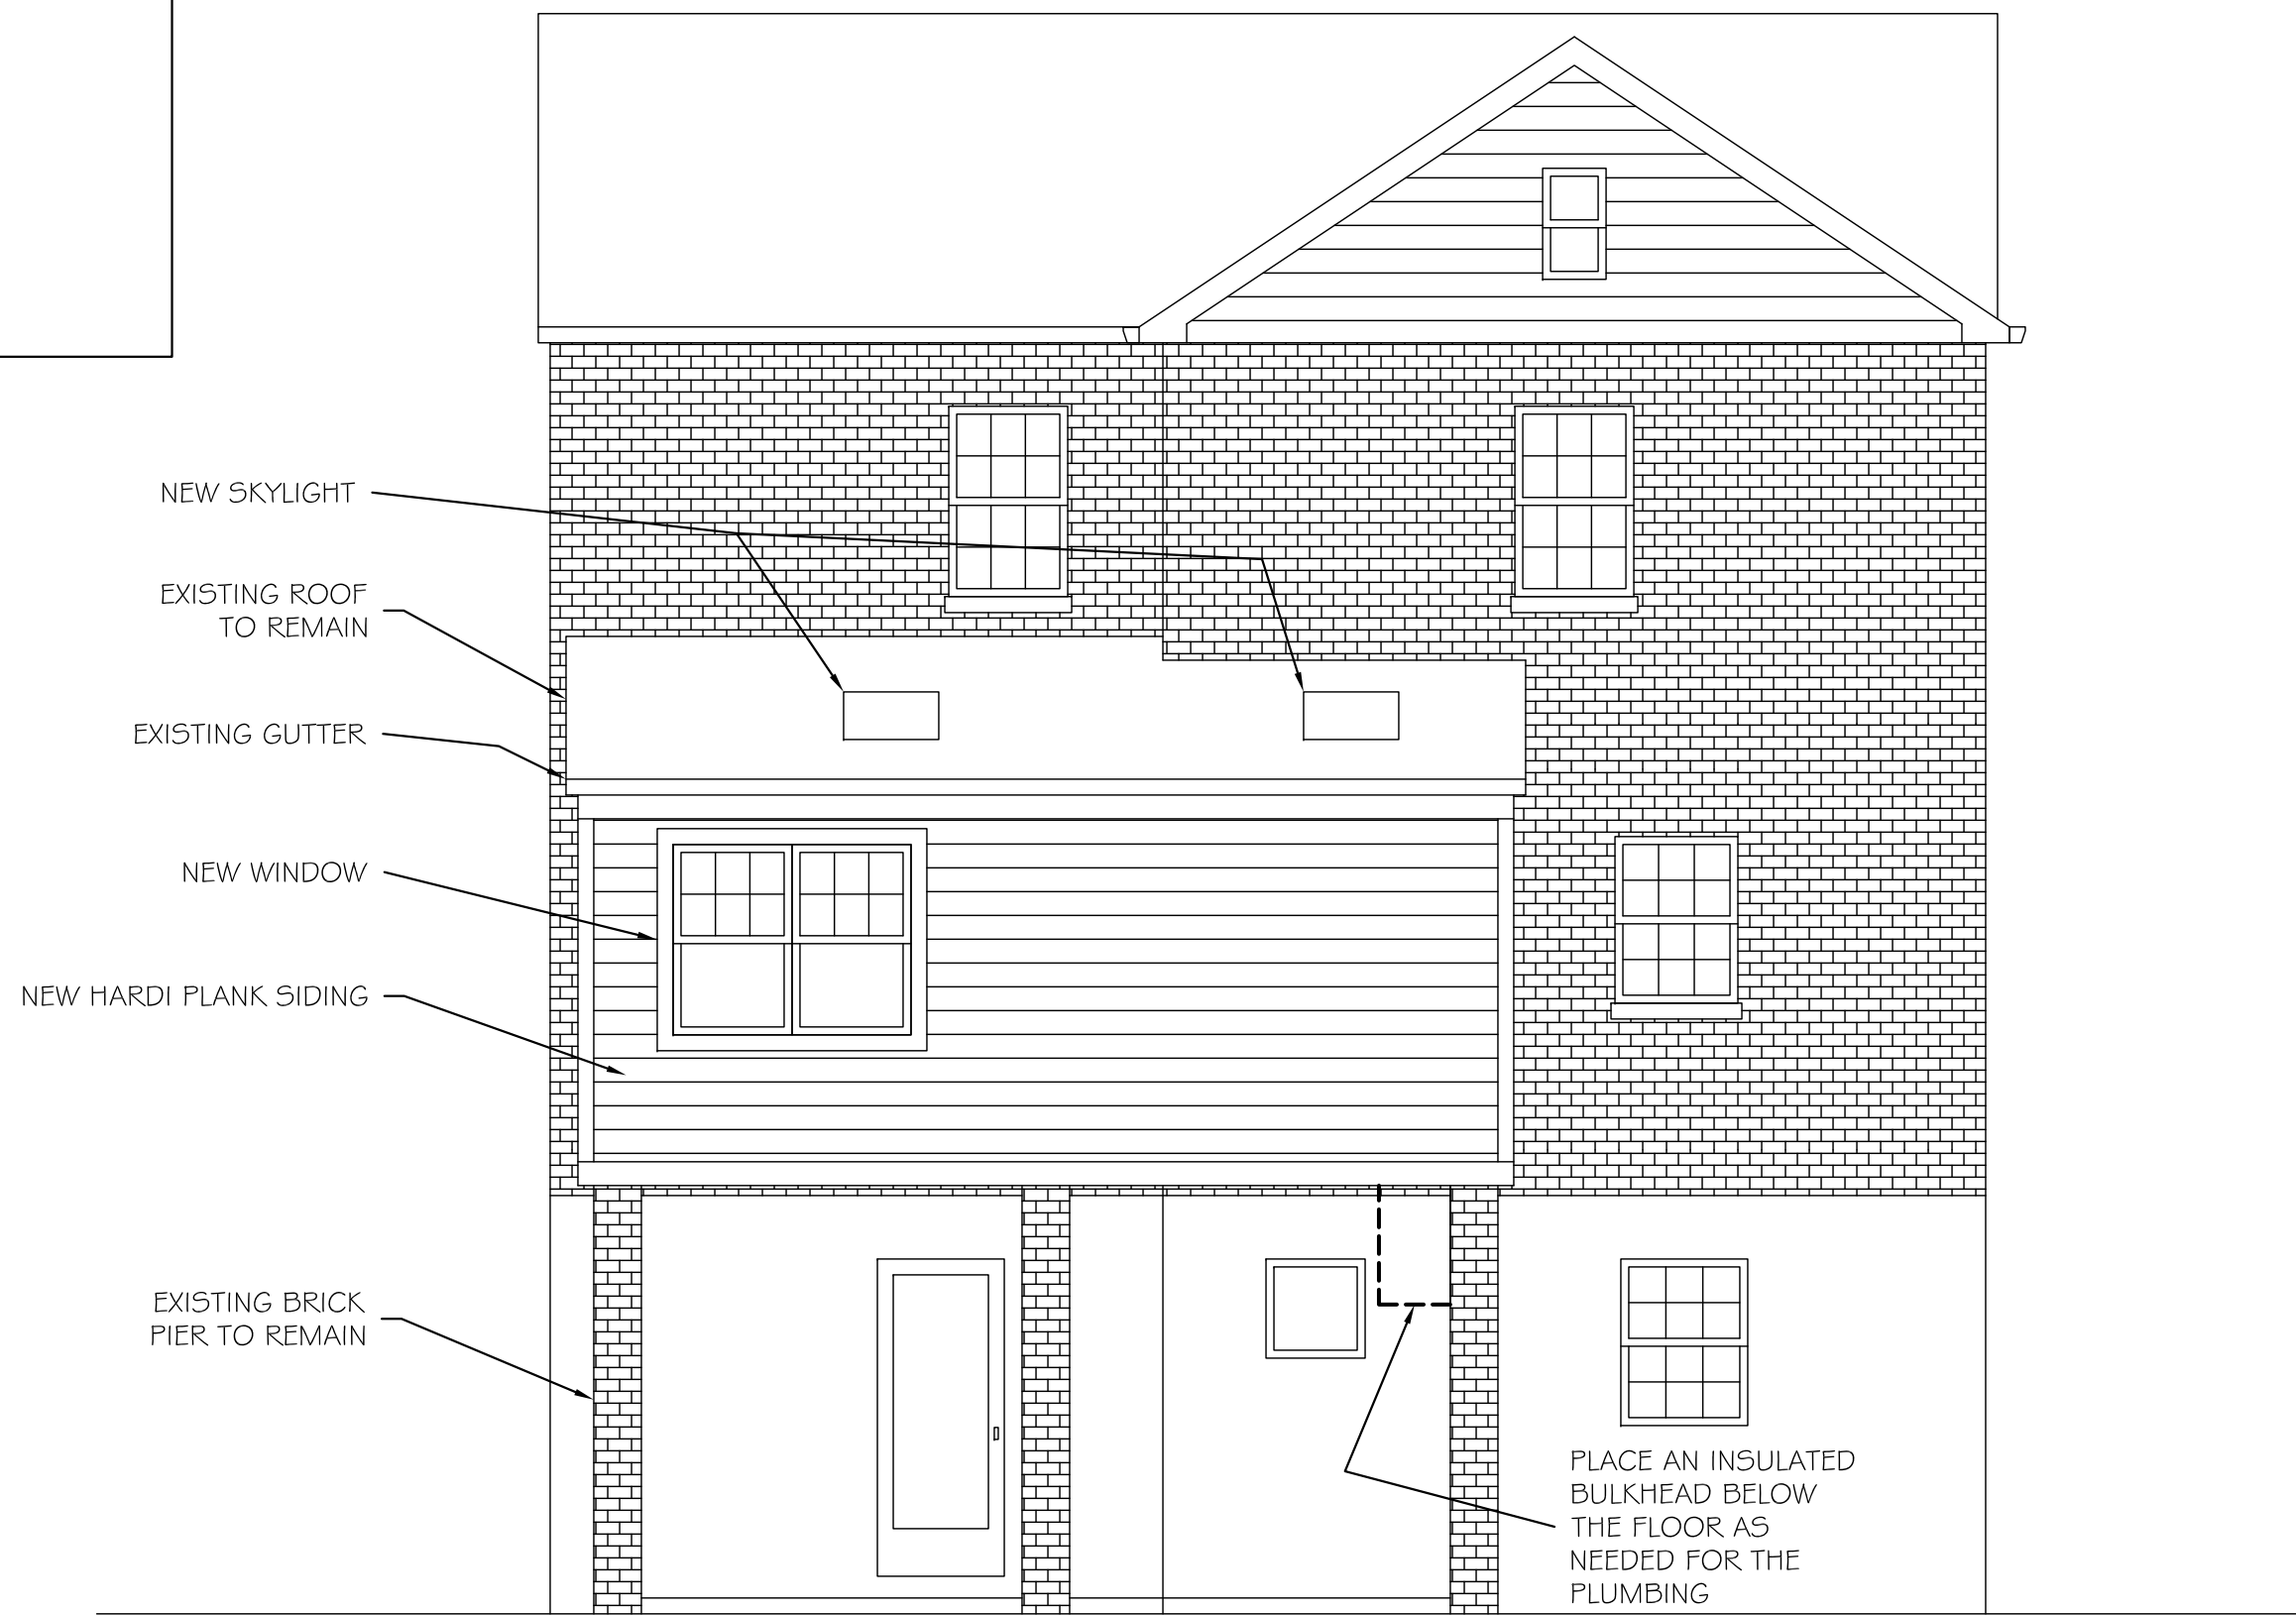 NEW SKYLIGHT
EXISTING ROOF
TO REMAIN
EXISTING GUTTER
NEW WINDOW
NEW HARDI PLANK SIDING
EXISTING BRICK
PIER TO REMAIN
PLACE AN INSULATED
BULKHEAD BELOW
THE FLOOR AS
NEEDED FOR THE
PLUMBING